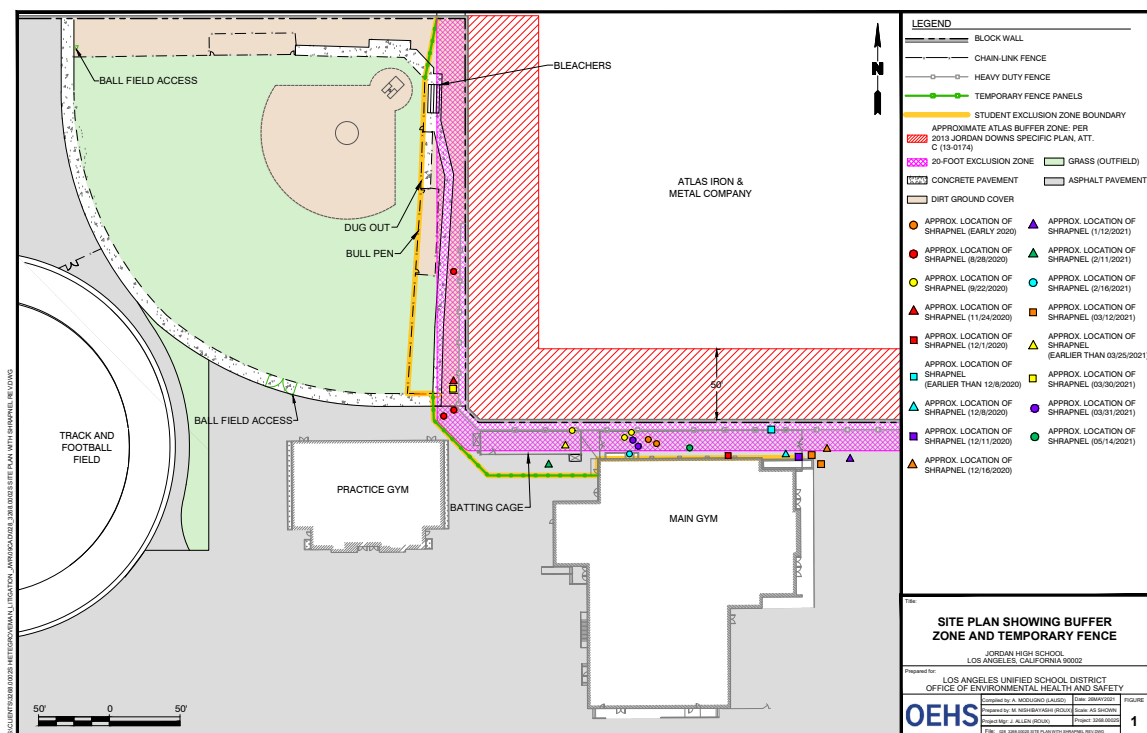 BALL FIELD ACCESS
BLEACHERS
N
ATLAS IRON &
METAL COMPANY
DUG OUT
BULL PEN
50'
BALL FIELD ACCESS
TRACK AND
FOOTBALL
FIELD
PRACTICE GYM
BATTING CAGE
MAIN GYM
50'
0
50'
LEGEND
BLOCK WALL
CHAIN-LINK FENCE
HEAVY DUTY FENCE
TEMPORARY FENCE PANELS
STUDENT EXCLUSION ZONE BOUNDARY
APPROXIMATE ATLAS BUFFER ZONE: PER
2013 JORDAN DOWNS SPECIFIC PLAN, ATT.
C (13-0174)
20-FOOT EXCLUSION ZONE
GRASS (OUTFIELD)
CONCRETE PAVEMENT
ASPHALT PAVEMENT
DIRT GROUND COVER
APPROX. LOCATION OF
SHRAPNEL (EARLY 2020)
APPROX. LOCATION OF
SHRAPNEL (8/28/2020)
APPROX. LOCATION OF
SHRAPNEL (9/22/2020)
APPROX. LOCATION OF
SHRAPNEL (11/24/2020)
APPROX. LOCATION OF
SHRAPNEL (12/1/2020)
APPROX. LOCATION OF
SHRAPNEL
(EARLIER THAN 12/8/2020)
APPROX. LOCATION OF
SHRAPNEL (12/8/2020)
APPROX. LOCATION OF
SHRAPNEL (12/11/2020)
APPROX. LOCATION OF
SHRAPNEL (12/16/2020)
APPROX. LOCATION OF
SHRAPNEL (1/12/2021)
APPROX. LOCATION OF
SHRAPNEL (2/11/2021)
APPROX. LOCATION OF
SHRAPNEL (2/16/2021)
APPROX. LOCATION OF
SHRAPNEL (03/12/2021)
APPROX. LOCATION OF
SHRAPNEL
(EARLIER THAN 03/25/2021)
APPROX. LOCATION OF
SHRAPNEL (03/30/2021)
APPROX. LOCATION OF
SHRAPNEL (03/31/2021)
APPROX. LOCATION OF
SHRAPNEL (05/14/2021)
Title:
SITE PLAN SHOWING BUFFER
ZONE AND TEMPORARY FENCE
JORDAN HIGH SCHOOL
LOS ANGELES, CALIFORNIA 90002
Prepared for:
LOS ANGELES UNIFIED SCHOOL DISTRICT
OFFICE OF ENVIRONMENTAL HEALTH AND SAFETY
OEHS
Compiled by: A. MODUGNO (LAUSD)
Date: 28MAY2021
FIGURE
Prepared by: M. NISHIBAYASHI (ROUX)
Scale: AS SHOWN
Project Mgr: J. ALLEN (ROUX)
Project: 3268.0002S
1